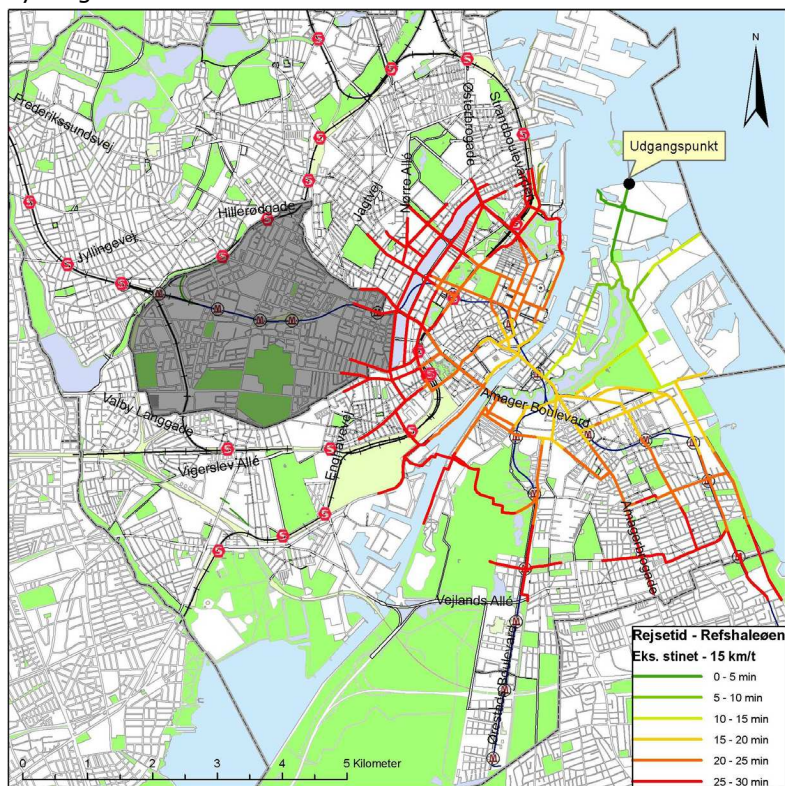 N
Udgangspunkt
Frederikssundsvej
Østerbrogade
Strandboulevarden
Nørre Allé
Jagtvej
Hillerødgade
Jyllingevej
Amager Boulevard
Valby Langgade
Enghavevej
Vigerslev Allé
Amagerbrogade
Vejlands Allé
Ørestads Boulevard
Rejsetid - Refshaleøen
Eks. stinet - 15 km/t
0 - 5 min
5 - 10 min
10 - 15 min
15 - 20 min
20 - 25 min
25 - 30 min
0 1 2 3 4 5 Kilometer